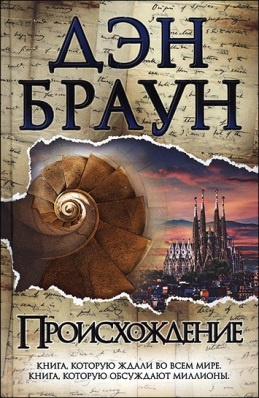 ДЭН
БРАУН
ПРОИСХОЖДЕНИЕ
КНИГА, КОТОРУЮ ЖДАЛИ ВО ВСЕМ МИРЕ.
КНИГА, КОТОРУЮ ОБСУЖДАЮТ МИЛЛИОНЫ.